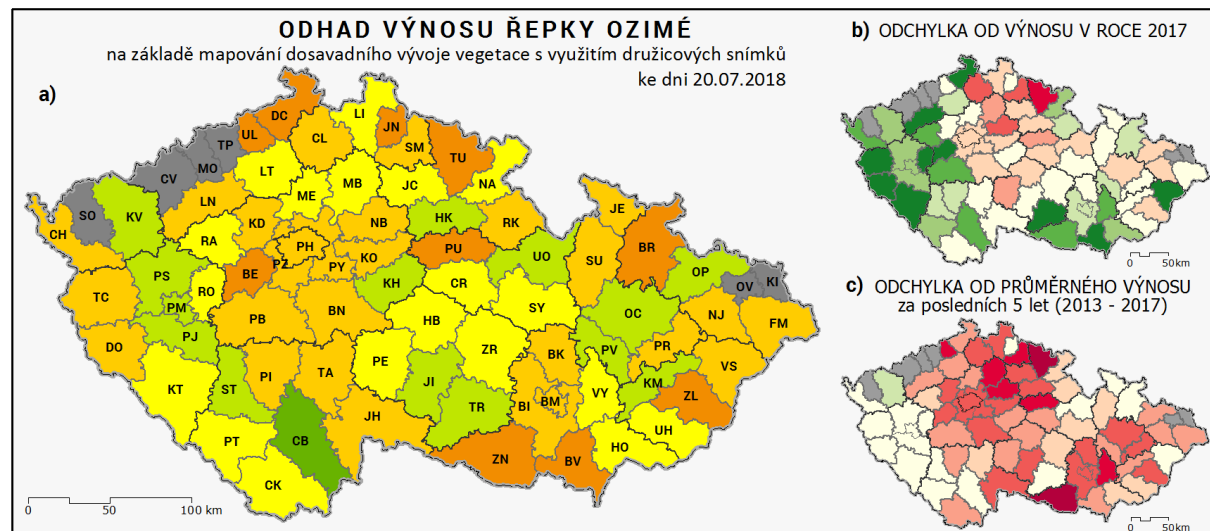 ODHAD VÝNOSU ŘEPKY OZIMÉ
na základě mapování dosavadního vývoje vegetace s využitím družicových snímků
ke dni 20.07.2018
a)
DC
UL
LI
JN
TP
CL
SM
TU
MO
CV
LT
MB
JC
NA
SO
KV
LN
ME
JE
CH
RA
KD
NB
HK
RK
BR
PH
PU
UO
SU
OP
PS
BE
PZ
PY
KO
OV
KI
TC
RO
KH
CR
PM
PB
BN
SY
OC
NJ
FM
DO
PJ
HB
ZR
PV
PR
KT
ST
PI
TA
PE
BK
VS
JI
KM
ZL
TR
BI
BM
VY
PT
CB
JH
UH
HO
ZN
BV
CK
0 50 100 km
b) ODCHYLKA OD VÝNOSU V ROCE 2017
0 50km
c) ODCHYLKA OD PRŮMĚRNÉHO VÝNOSU
za posledních 5 let (2013 - 2017)
0 50km